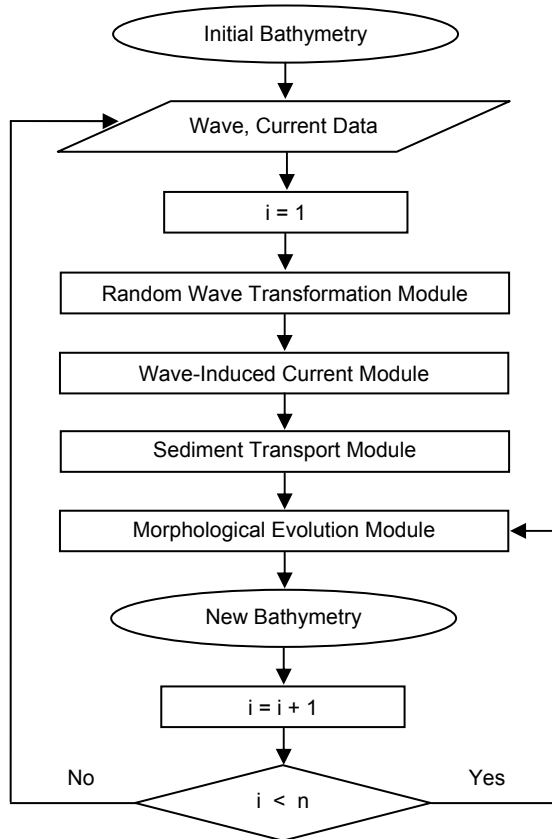 Initial Bathymetry
Wave, Current Data
i = 1
Random Wave Transformation Module
Wave-Induced Current Module
Sediment Transport Module
Morphological Evolution Module
New Bathymetry
i = i + 1
No
i < n
Yes